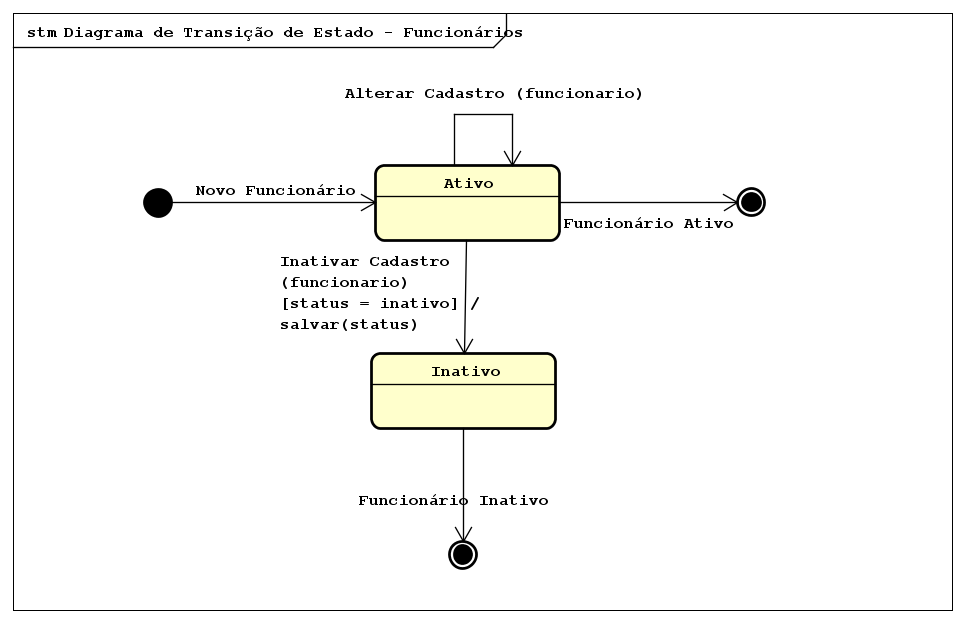 stm Diagrama de Transição de Estado - Funcionários
Alterar Cadastro (funcionario)
Ativo
Novo Funcionário
Funcionário Ativo
Inativar Cadastro
(funcionario)
[status = inativo] /
salvar(status)
Inativo
Funcionário Inativo